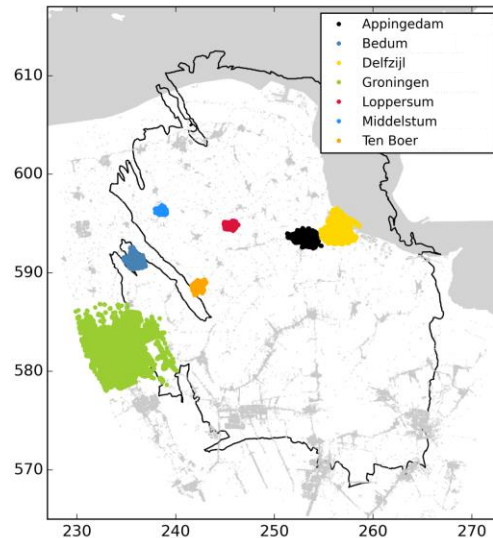 Appingedam
Bedum
Delfzijl
Groningen
Loppersum
Middelstum
Ten Boer
610
600
590
580
570
230 240 250 260 270